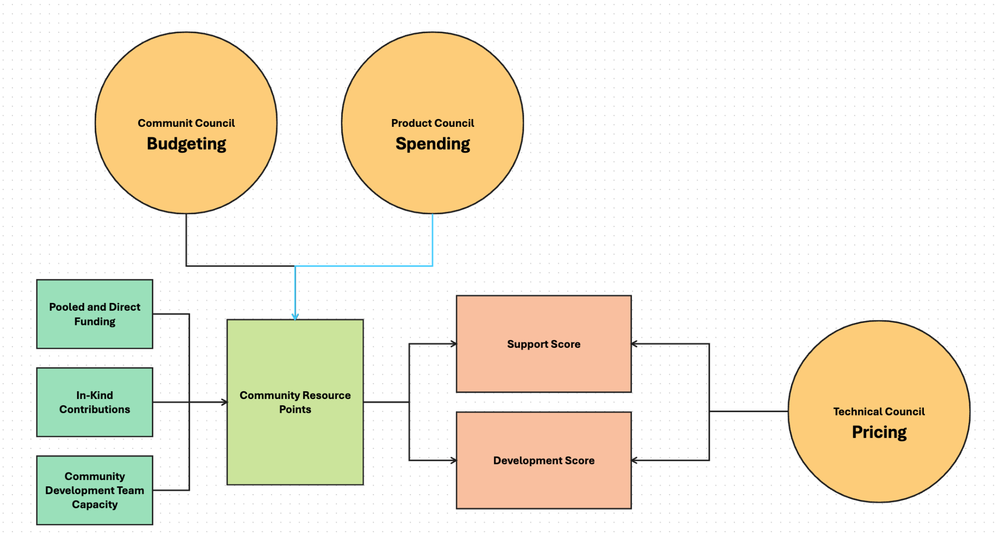 Communit Council
Budgeting
Product Council
Spending
Pooled and Direct
Funding
In-Kind
Contributions
Community
Development Team
Capacity
Community Resource
Points
Support Score
Development Score
Technical Council
Pricing